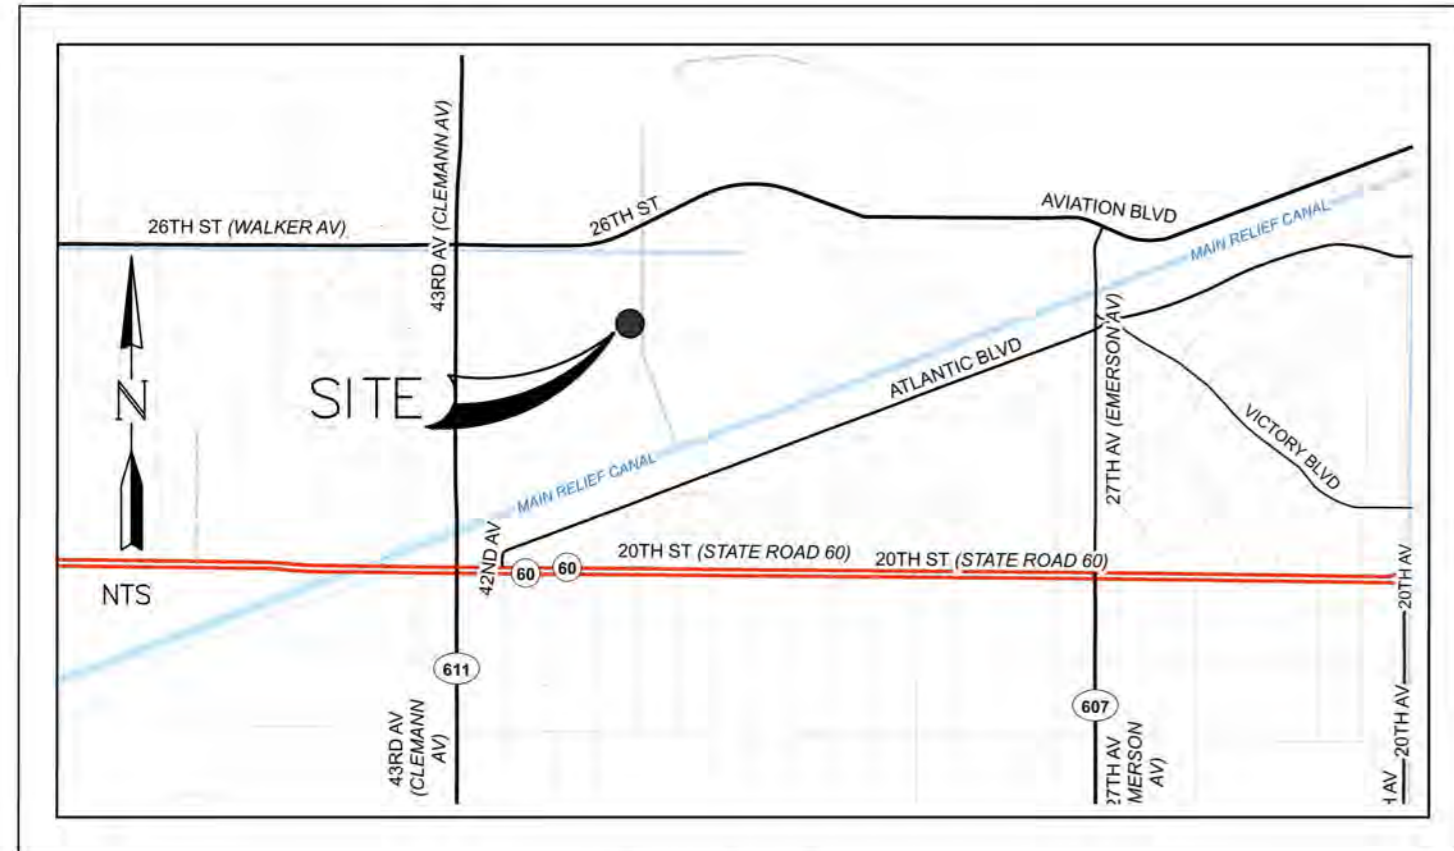 43RD AV (CLEMANN AV)
26TH ST (WALKER AV)
26TH ST
AVIATION BLVD
MAIN RELIEF CANAL
N
SITE
ATLANTIC BLVD
27TH AV (EMERSON AV)
VICTORY BLVD
MAIN RELIEF CANAL
42ND AV
20TH ST (STATE ROAD 60)
20TH ST (STATE ROAD 60)
60
60
NTS
20TH AV
611
607
43RD AV
(CLEMANN
AV)
27TH AV
MERSON
AV)
20TH AV
AV